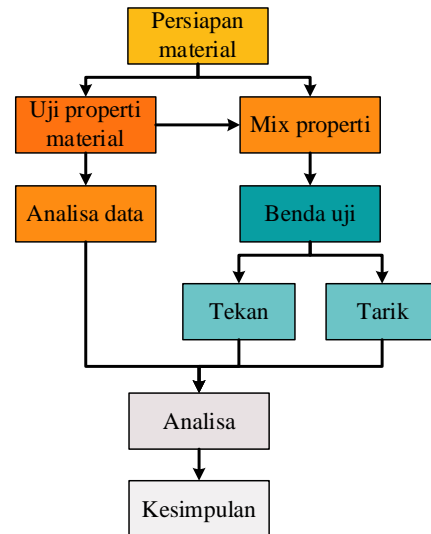 Persiapan
material
Uji properti
material
Mix properti
Analisa data
Benda uji
Tekan
Tarik
Analisa
Kesimpulan